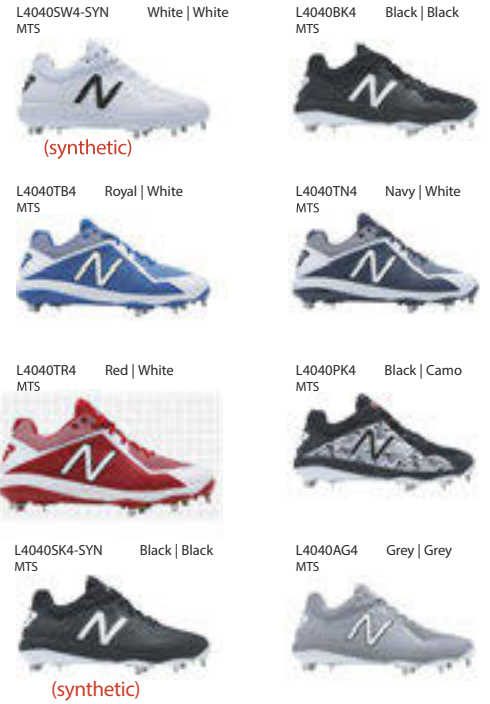 L4040SW4-SYN White | White
MTS
(synthetic)
L4040BK4 Black | Black
MTS
L4040TB4 Royal | White
MTS
L4040TN4 Navy | White
MTS
L4040TR4 Red | White
MTS
L4040PK4 Black | Camo
MTS
L4040SK4-SYN Black | Black
MTS
(synthetic)
L4040AG4 Grey | Grey
MTS